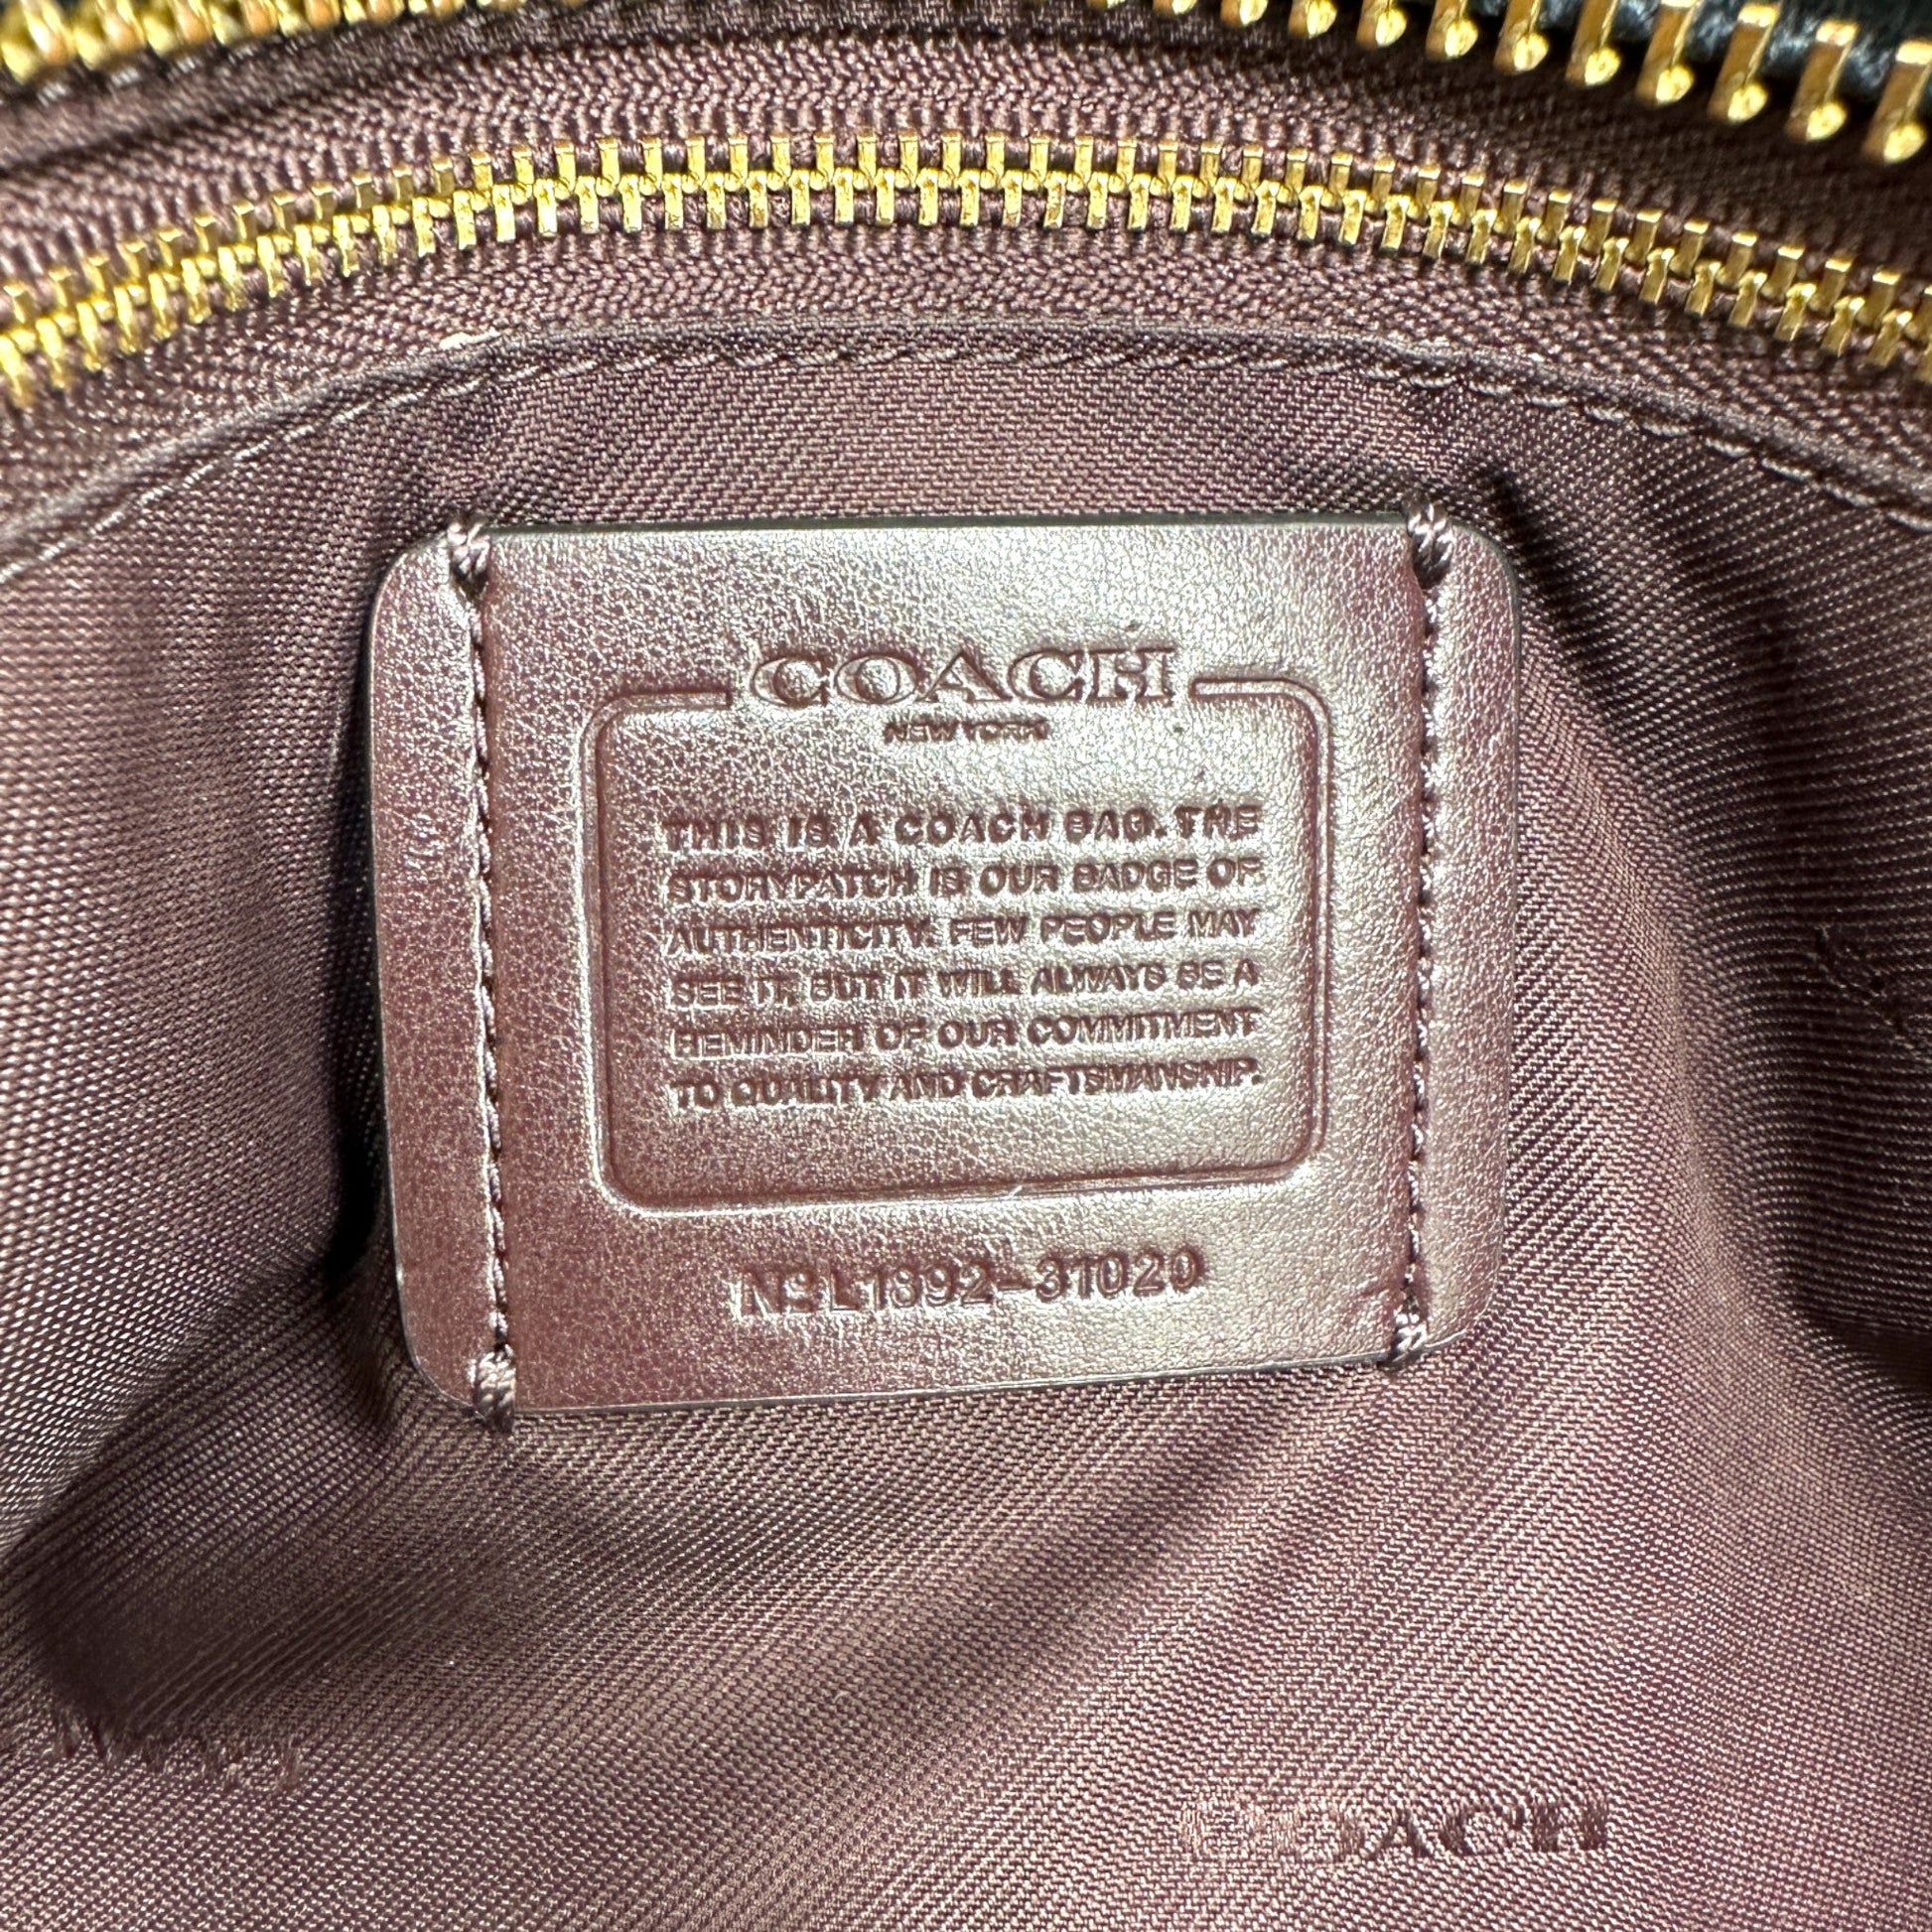 COACH
NEW YORK
THIS IS A COACH BAG. THE
STORYPATCH IS OUR BADGE OF
AUTHENTICITY. FEW PEOPLE MAY
SEE IT, BUT IT WILL ALWAYS BE A
REMINDER OF OUR COMMITMENT
TO QUALITY AND CRAFTSMANSHIP.
Nº L1892-31020
COACH